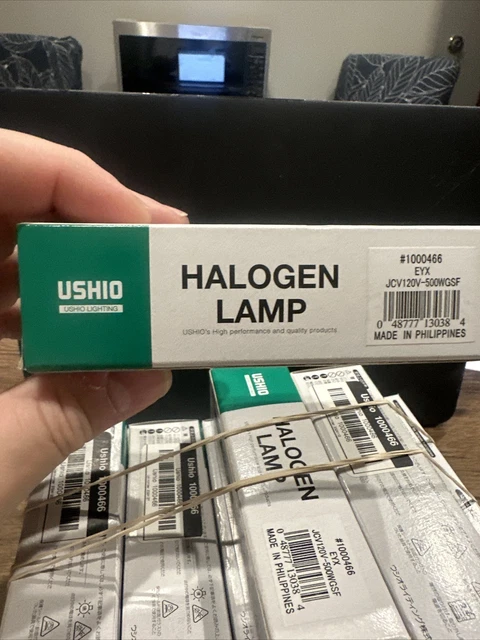 USHIO
USHIO LIGHTING
HALOGEN
LAMP
USHIO's High performance and quality products
#1000466
EYX
JCV120V-500WGSF
0 48777 13038 4
MADE IN PHILIPPINES
Ushio 1000466
Ushio 1000466
USHIO
HALOGEN
LAMP
#1000466
EYX
JCV120V-500WGSF
0 48777 13038 4
MADE IN PHILIPPINES
Ushio 1000466